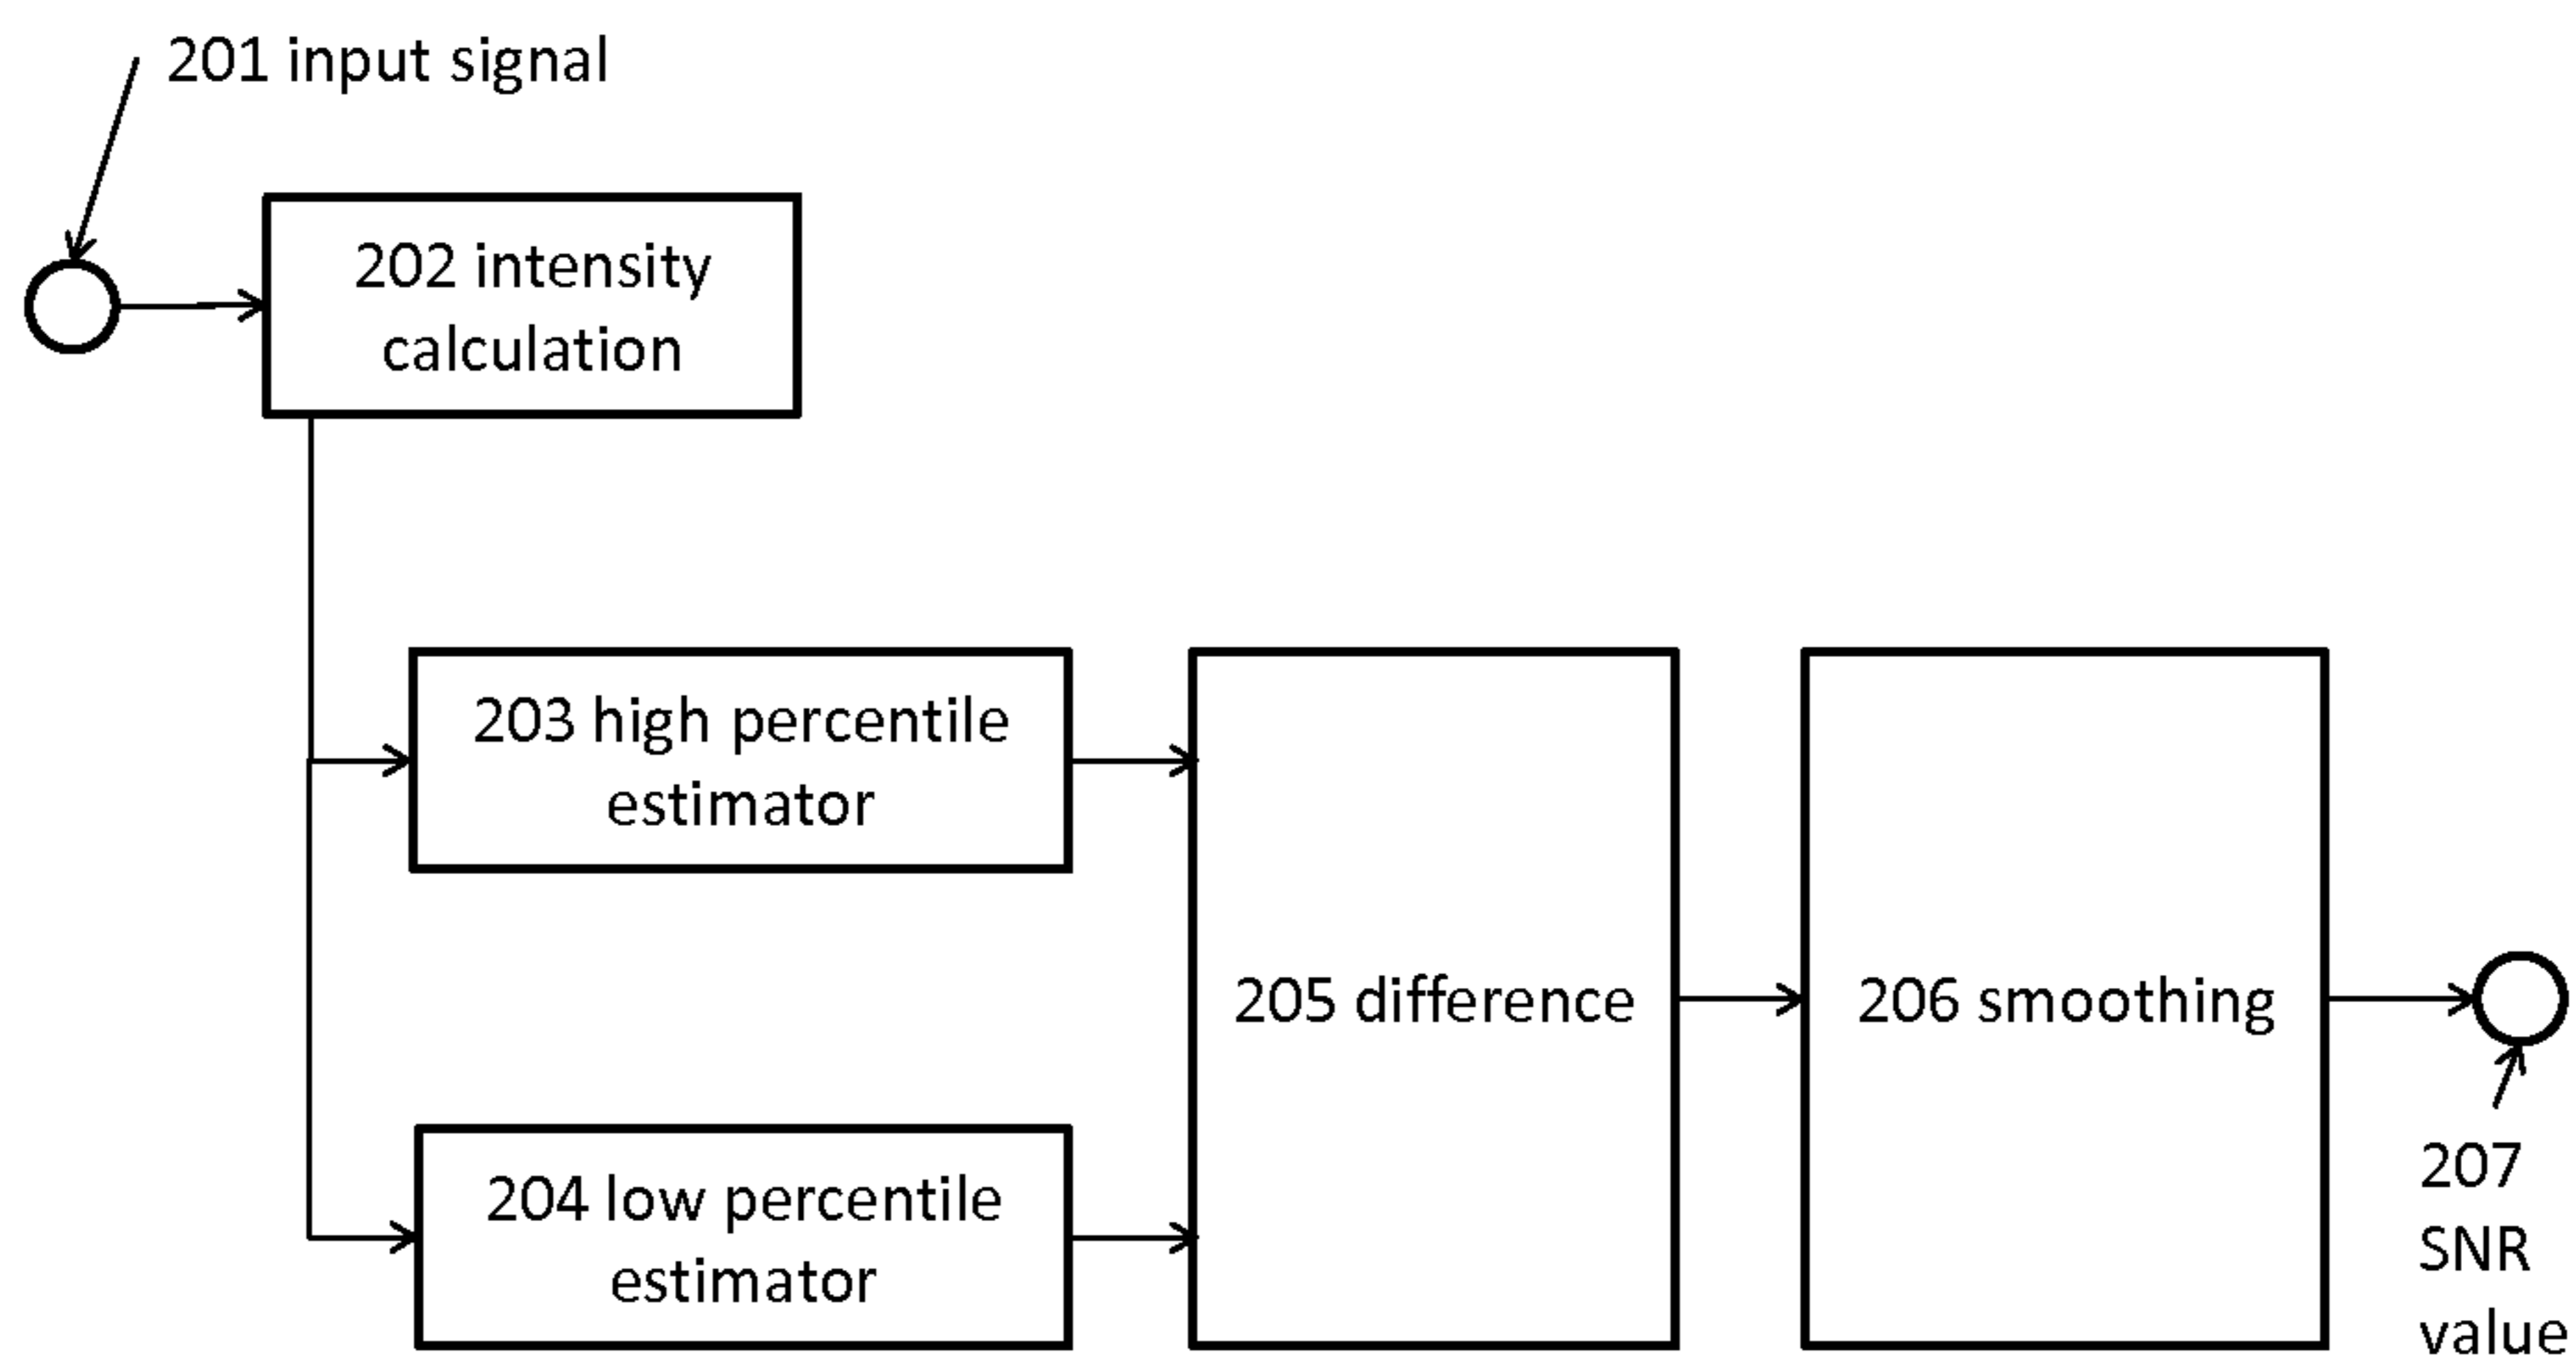 201 input signal
202 intensity
calculation
203 high percentile
estimator
204 low percentile
estimator
205 difference
206 smoothing
207
SNR
value